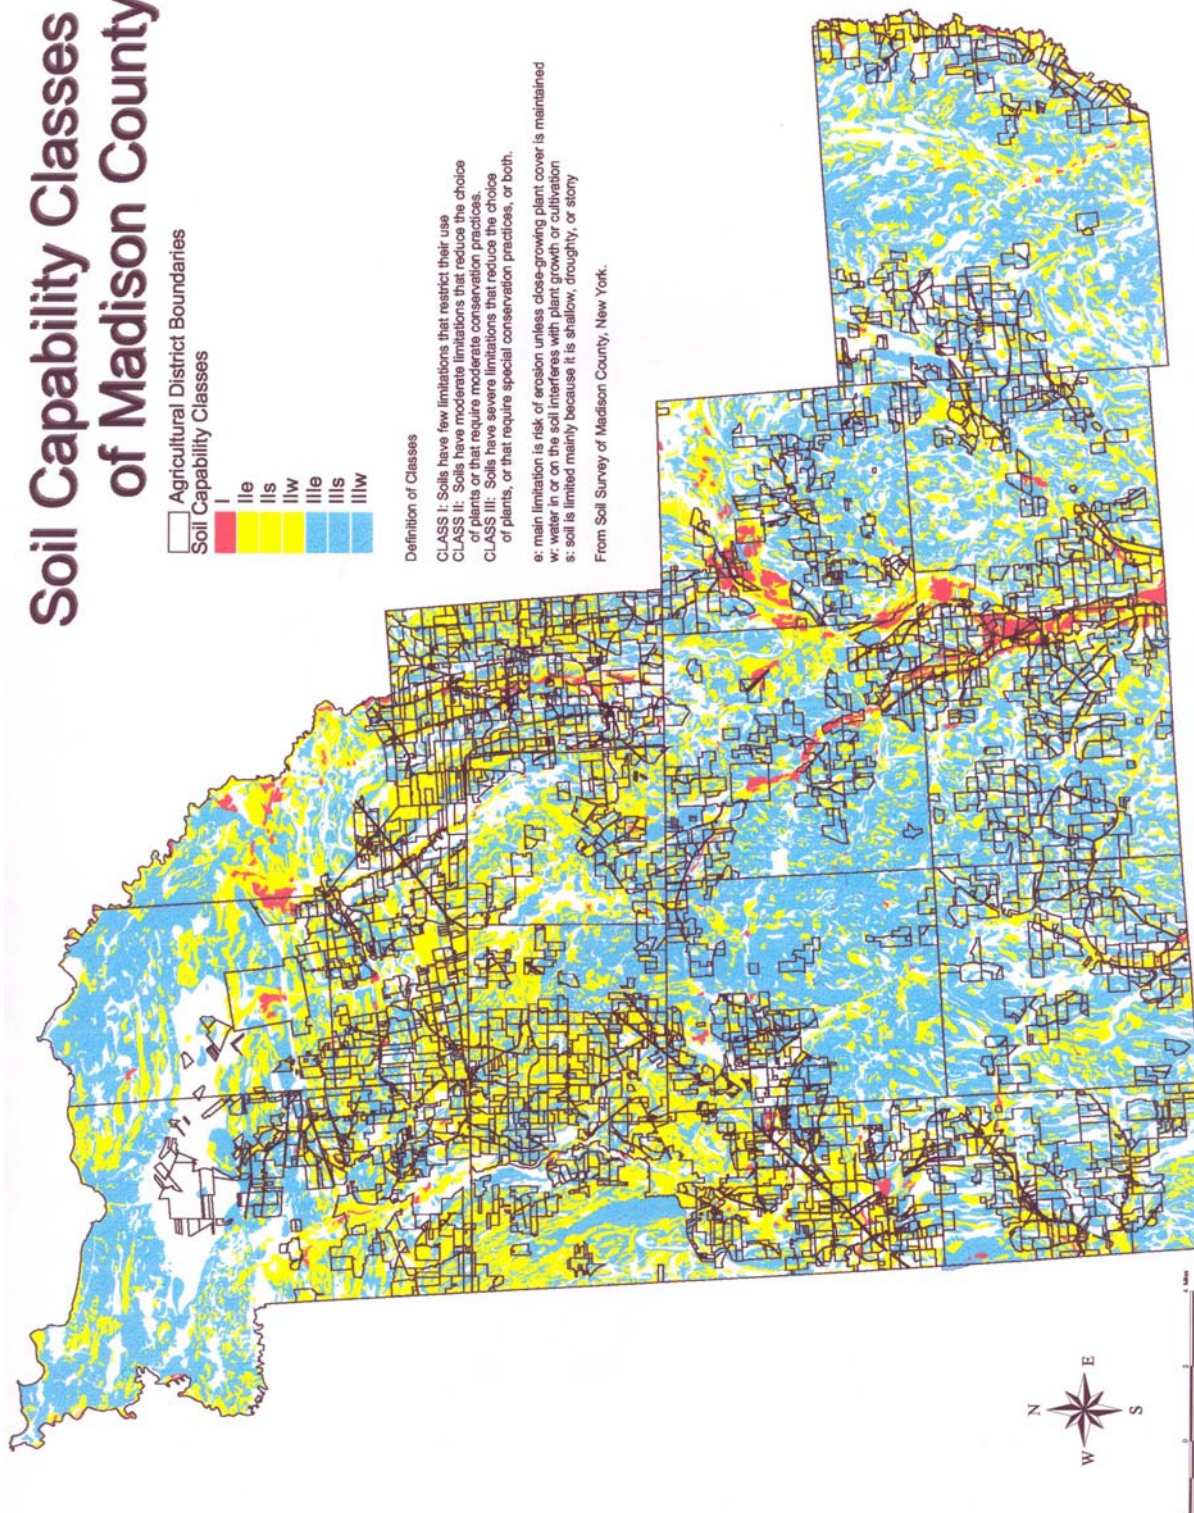 Soil Capability Classes
of Madison County
Agricultural District Boundaries
Soil Capability Classes
I
IIe
IIs
IIw
IIIe
IIIs
IIIw
Definition of Classes
CLASS I: Soils have few limitations that restrict their use
CLASS II: Soils have moderate limitations that reduce the choice
of plants or that require moderate conservation practices.
CLASS III: Soils have severe limitations that reduce the choice
of plants, or that require special conservation practices, or both.
e: main limitation is risk of erosion unless close-growing plant cover is maintained
w: water in or on the soil interferes with plant growth or cultivation
s: soil is limited mainly because it is shallow, droughty, or stony
From Soil Survey of Madison County, New York.
N
W
E
S
0
2
4 Miles